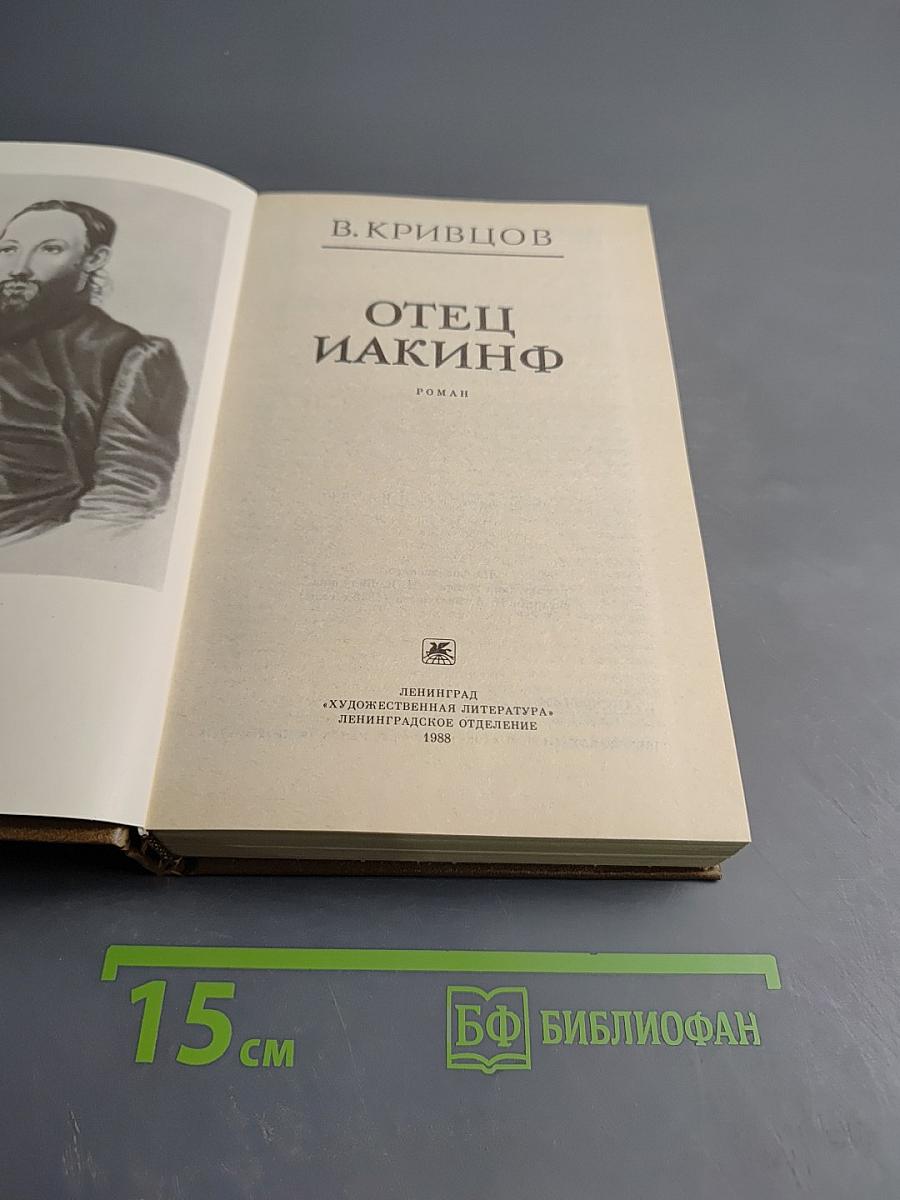 В. КРИВЦОВ
ОТЕЦ
ИАКИНФ
РОМАН
ЛЕНИНГРАД
«ХУДОЖЕСТВЕННАЯ ЛИТЕРАТУРА»
ЛЕНИНГРАДСКОЕ ОТДЕЛЕНИЕ
1988
15 СМ
БФ БИБЛИОФАН